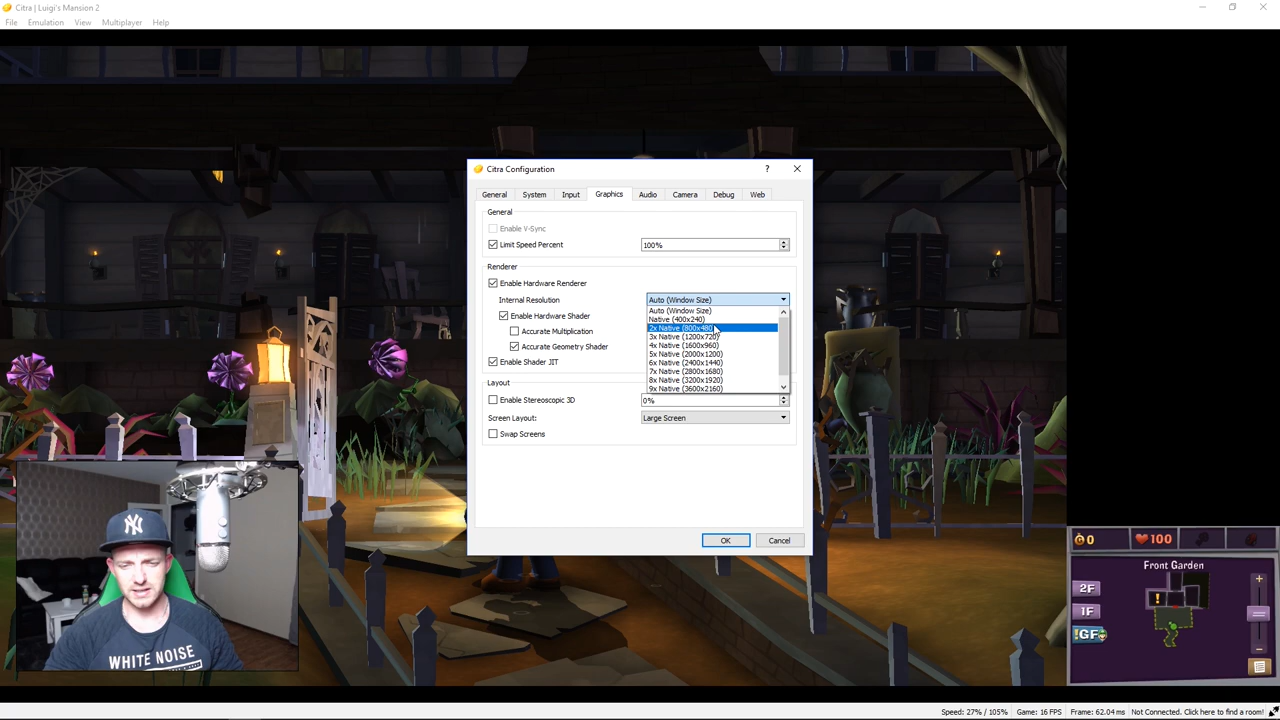 Citra | Luigi's Mansion 2
File Emulation View Multiplayer Help
Citra Configuration
General System Input Graphics Audio Camera Debug Web
General
Enable V-Sync
Limit Speed Percent 100%
Renderer
Enable Hardware Renderer
Internal Resolution Auto (Window Size)
Auto (Window Size)
Native (400x240)
Enable Hardware Shader
2x Native (800x480)
Accurate Multiplication
3x Native (1200x720)
4x Native (1600x960)
Accurate Geometry Shader
5x Native (2000x1200)
Enable Shader JIT
6x Native (2400x1440)
7x Native (2800x1680)
8x Native (3200x1920)
Layout
9x Native (3600x2160)
Enable Stereoscopic 3D 0%
Screen Layout: Large Screen
Swap Screens
OK Cancel
0 100
Front Garden
2F
1F
!GF
NY
WHITE NOISE
Speed: 27% / 105% Game: 16 FPS Frame: 62.04 ms Not Connected. Click here to find a room!